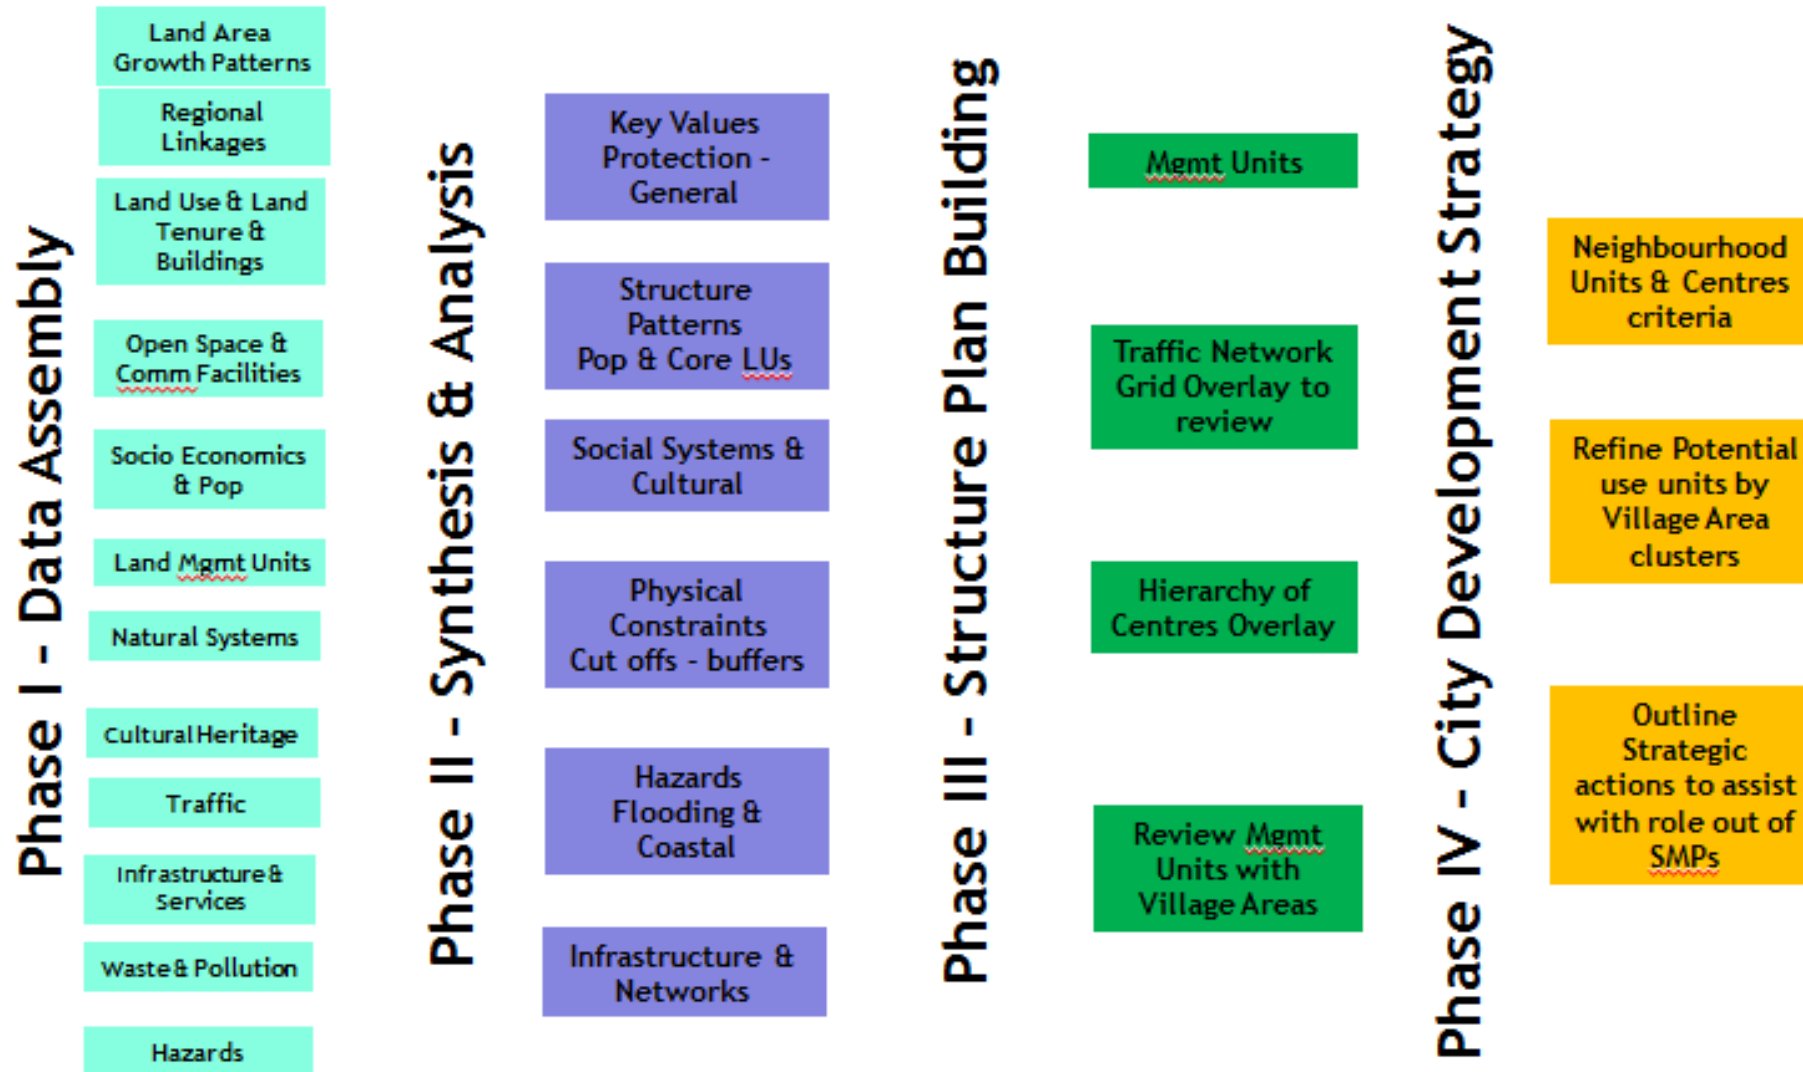 Phase I - Data Assembly
Land Area
Growth Patterns
Regional
Linkages
Land Use & Land
Tenure &
Buildings
Open Space &
Comm Facilities
Socio Economics
& Pop
Land Mgmt Units
Natural Systems
Cultural Heritage
Traffic
Infrastructure &
Services
Waste & Pollution
Hazards
Phase II - Synthesis & Analysis
Key Values
Protection -
General
Structure
Patterns
Pop & Core LUs
Social Systems &
Cultural
Physical
Constraints
Cut offs - buffers
Hazards
Flooding &
Coastal
Infrastructure &
Networks
Phase III - Structure Plan Building
Mgmt Units
Traffic Network
Grid Overlay to
review
Hierarchy of
Centres Overlay
Review Mgmt
Units with
Village Areas
Phase IV - City Development Strategy
Neighbourhood
Units & Centres
criteria
Refine Potential
use units by
Village Area
clusters
Outline
Strategic
actions to assist
with role out of
SMPs